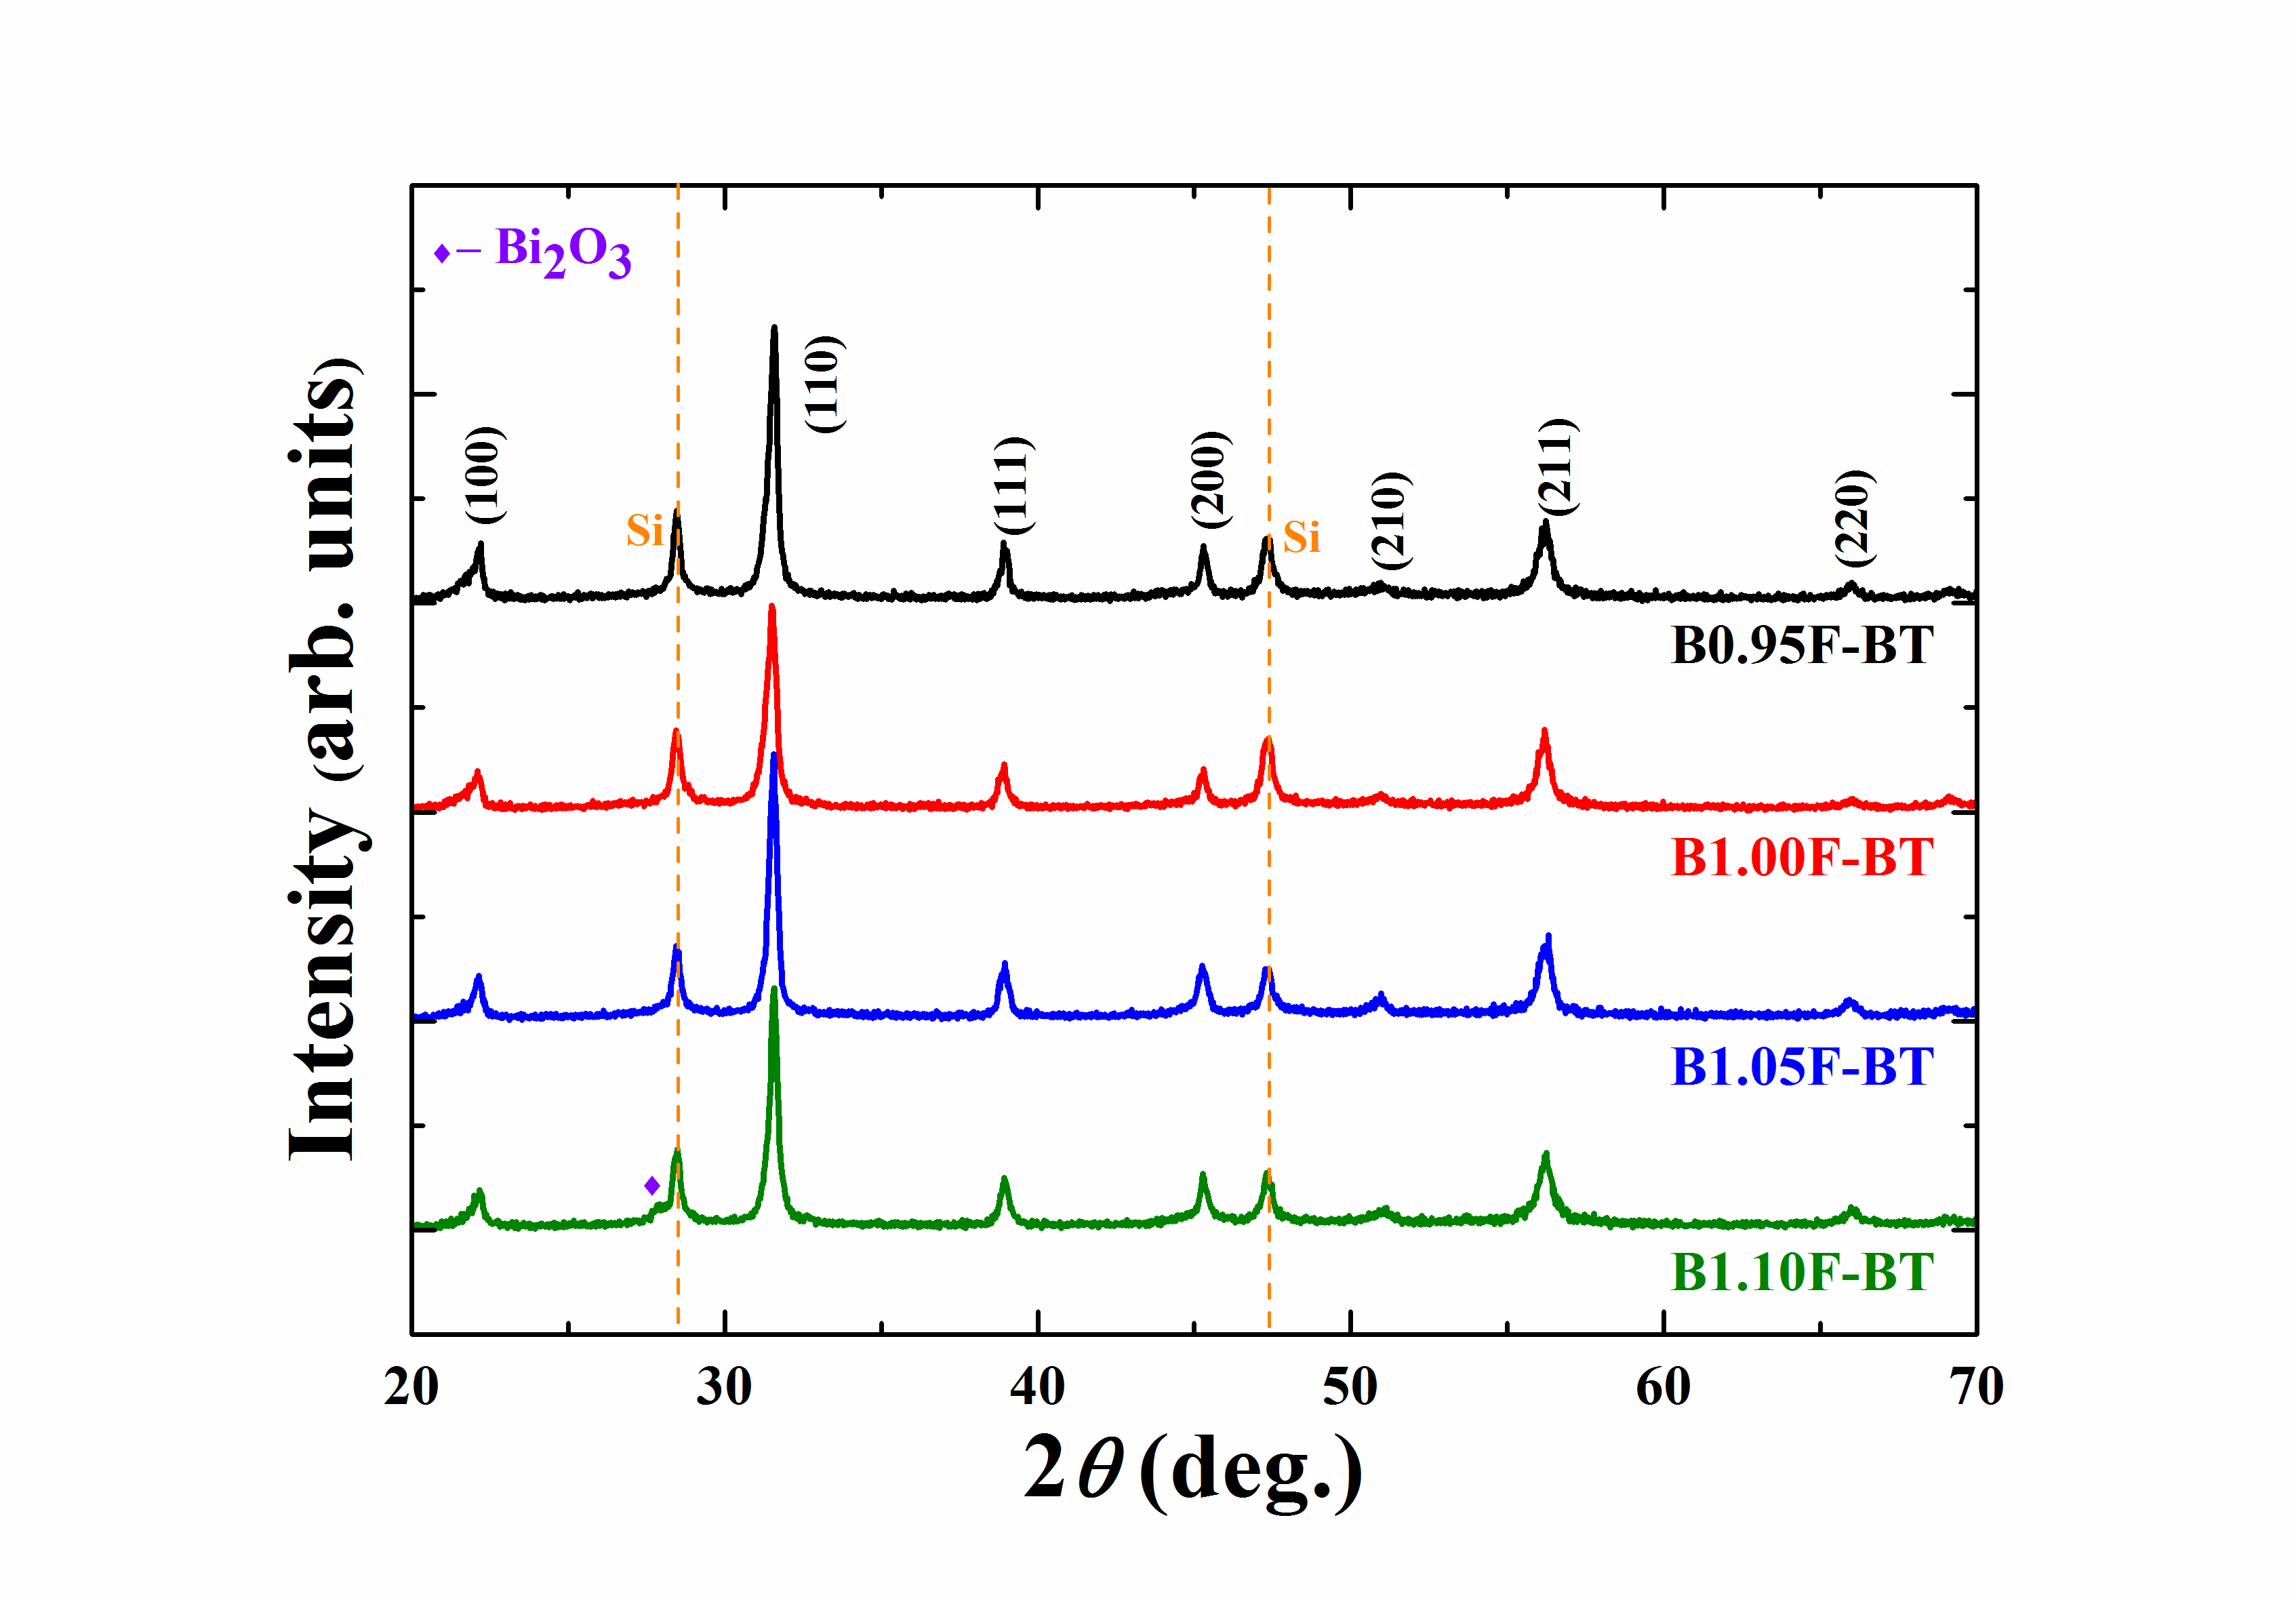 ♦– Bi2O3
(100)
Si
(110)
(111)
(200)
Si
(210)
(211)
(220)
B0.95F-BT
B1.00F-BT
B1.05F-BT
B1.10F-BT
Intensity (arb. units)
20 30 40 50 60 70
2θ (deg.)